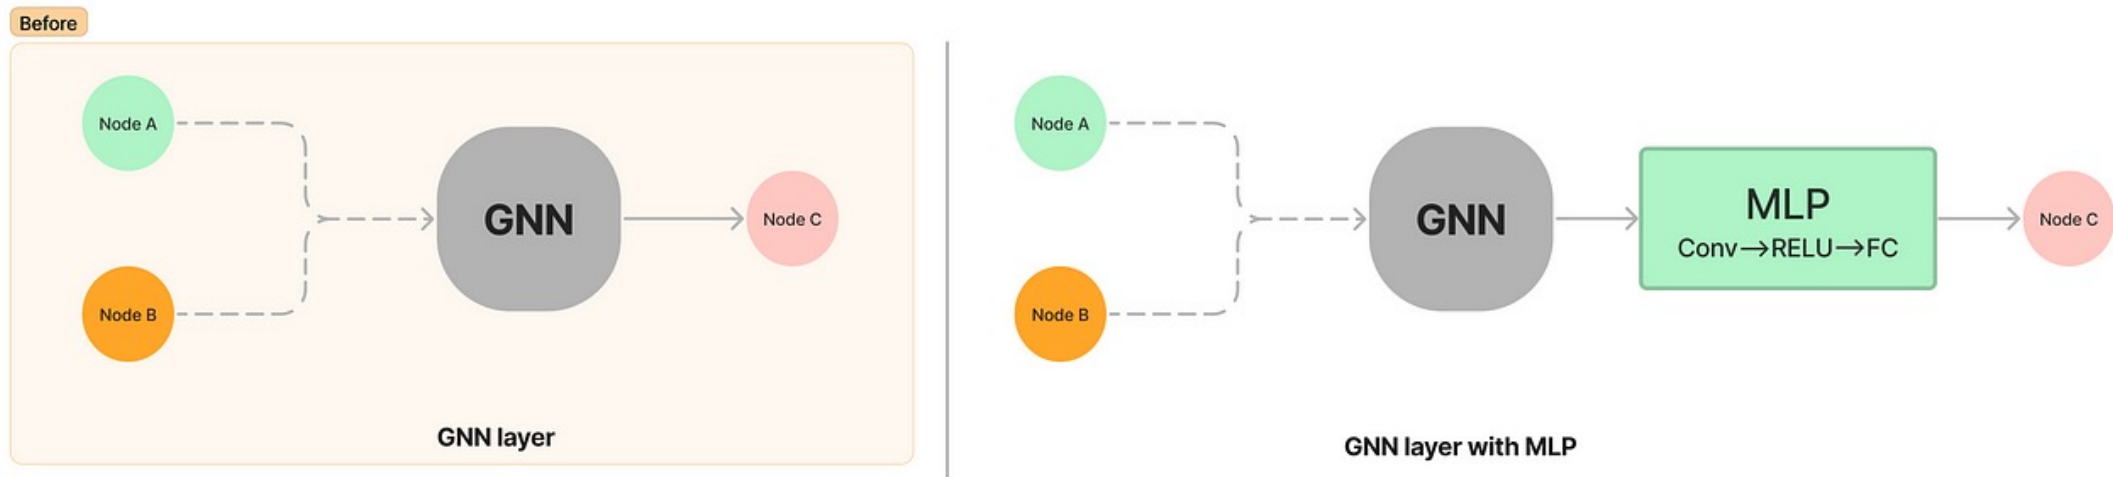 Before
Node A
Node B
GNN
Node C
GNN layer
Node A
Node B
GNN
MLP
Conv→RELU→FC
Node C
GNN layer with MLP